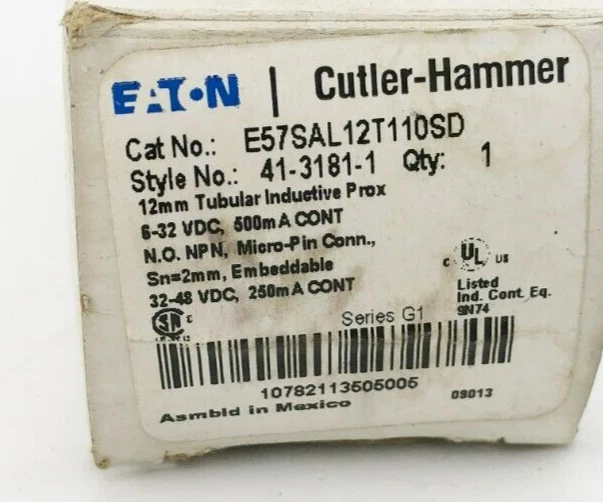 EATON | Cutler-Hammer
Cat No.: E57SAL12T110SD
Style No.: 41-3181-1 Qty: 1
12mm Tubular Inductive Prox
6-32 VDC, 500mA CONT
N.O. NPN, Micro-Pin Conn.,
Sn=2mm, Embeddable
32-48 VDC, 250mA CONT
C UL US
Listed
Ind. Cont. Eq.
9N74
Series G1
10782113505005
09013
Asmbld in Mexico